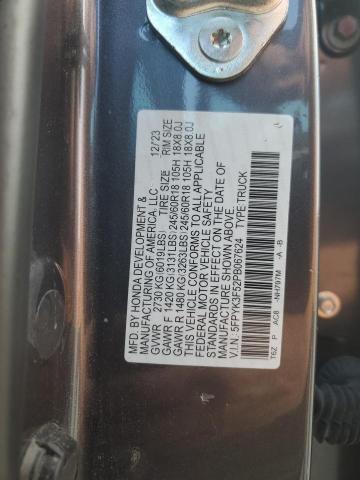 MFD. BY HONDA DEVELOPMENT &
MANUFACTURING OF AMERICA, LLC 12/23
GVWR 2730 KG(6019LBS) TIRE SIZE RIM SIZE
GAWR F 1420 KG(3131LBS) 245/60R18 105H 18X8.0J
GAWR R 1480 KG(3263LBS) 245/60R18 105H 18X8.0J
THIS VEHICLE CONFORMS TO ALL APPLICABLE
FEDERAL MOTOR VEHICLE SAFETY
STANDARDS IN EFFECT ON THE DATE OF
MANUFACTURE SHOWN ABOVE.
V.I.N.:5FPYK3F52PB067624 TYPE:TRUCK
T6Z P AC8 -NH797M -A -B